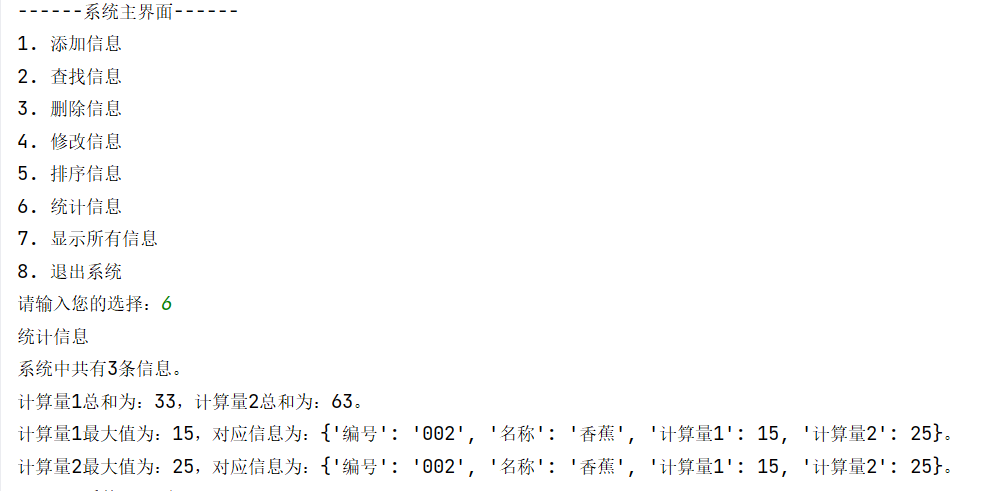 ------系统主界面------
1. 添加信息
2. 查找信息
3. 删除信息
4. 修改信息
5. 排序信息
6. 统计信息
7. 显示所有信息
8. 退出系统
请输入您的选择：6
统计信息
系统中共有3条信息。
计算量1总和为：33，计算量2总和为：63。
计算量1最大值为：15，对应信息为：{'编号': '002', '名称': '香蕉', '计算量1': 15, '计算量2': 25}。
计算量2最大值为：25，对应信息为：{'编号': '002', '名称': '香蕉', '计算量1': 15, '计算量2': 25}。